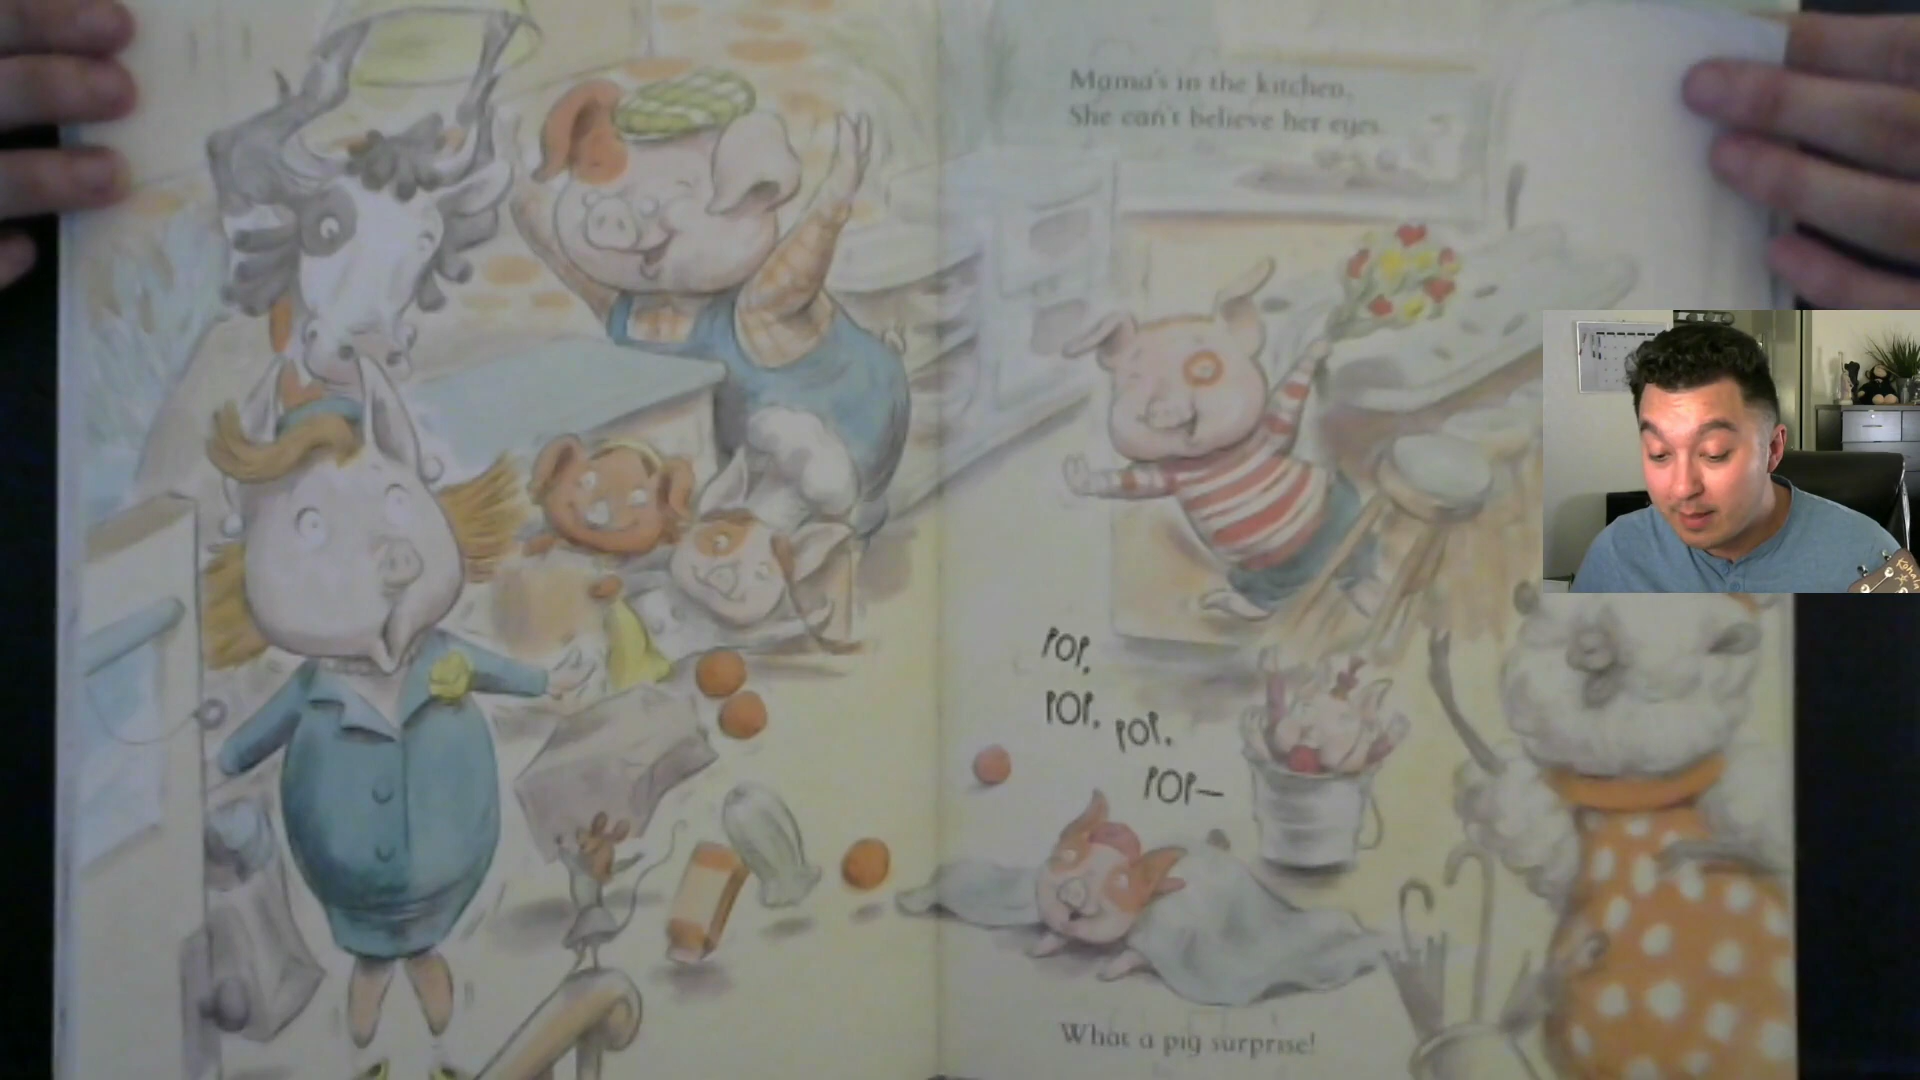 Mama's in the kitchen.
She can't believe her eyes.
POP,
POP,
POP,
POP—
What a pig surprise!